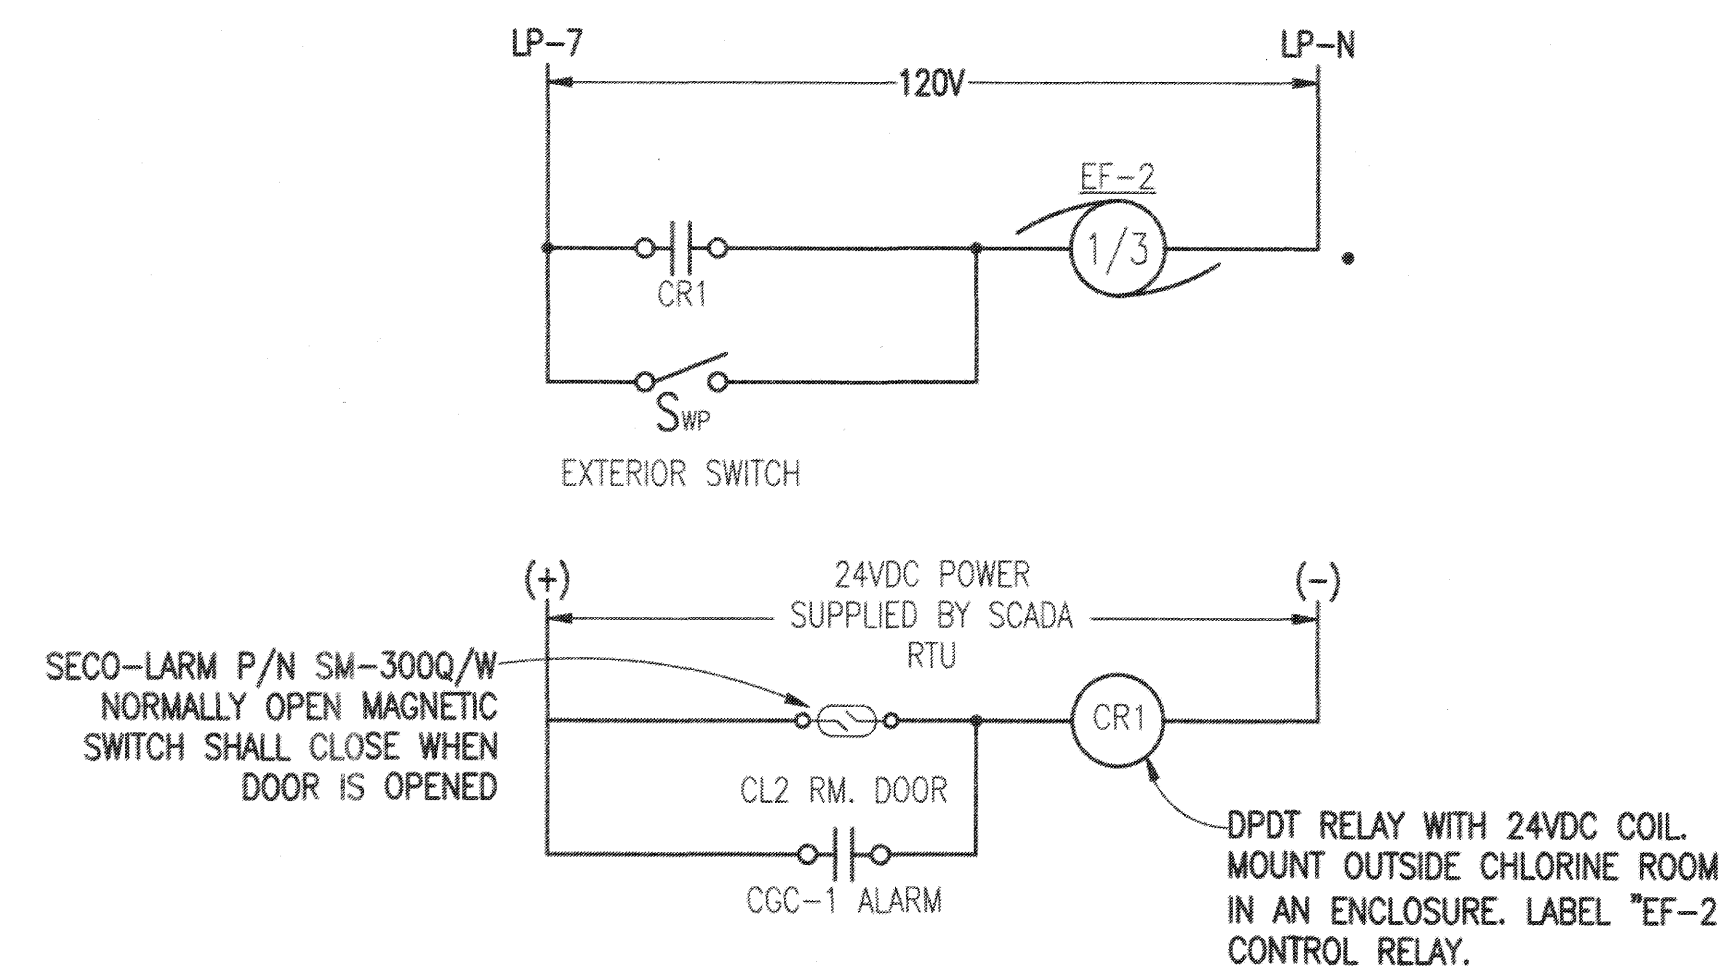 LP-7
LP-N
120V
EF-2
1/3
CR1
SWP
EXTERIOR SWITCH
(+)
24VDC POWER
SUPPLIED BY SCADA
RTU
(-)
SECO-LARM P/N SM-300Q/W
NORMALLY OPEN MAGNETIC
SWITCH SHALL CLOSE WHEN
DOOR IS OPENED
CR1
CL2 RM. DOOR
CGC-1 ALARM
DPDT RELAY WITH 24VDC COIL.
MOUNT OUTSIDE CHLORINE ROOM
IN AN ENCLOSURE. LABEL "EF-2
CONTROL RELAY.